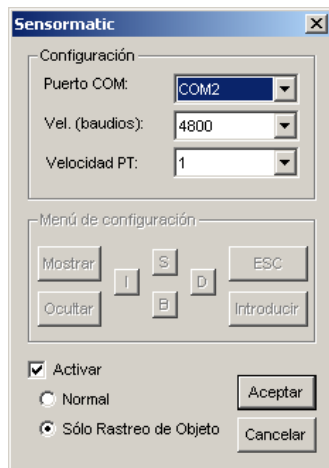 Sensormatic
Configuración
Puerto COM: COM2
Vel. (baudios): 4800
Velocidad PT: 1
Menú de configuración
Mostrar S ESC
I D
Ocultar B Introducir
Activar
Normal Aceptar
Sólo Rastreo de Objeto Cancelar